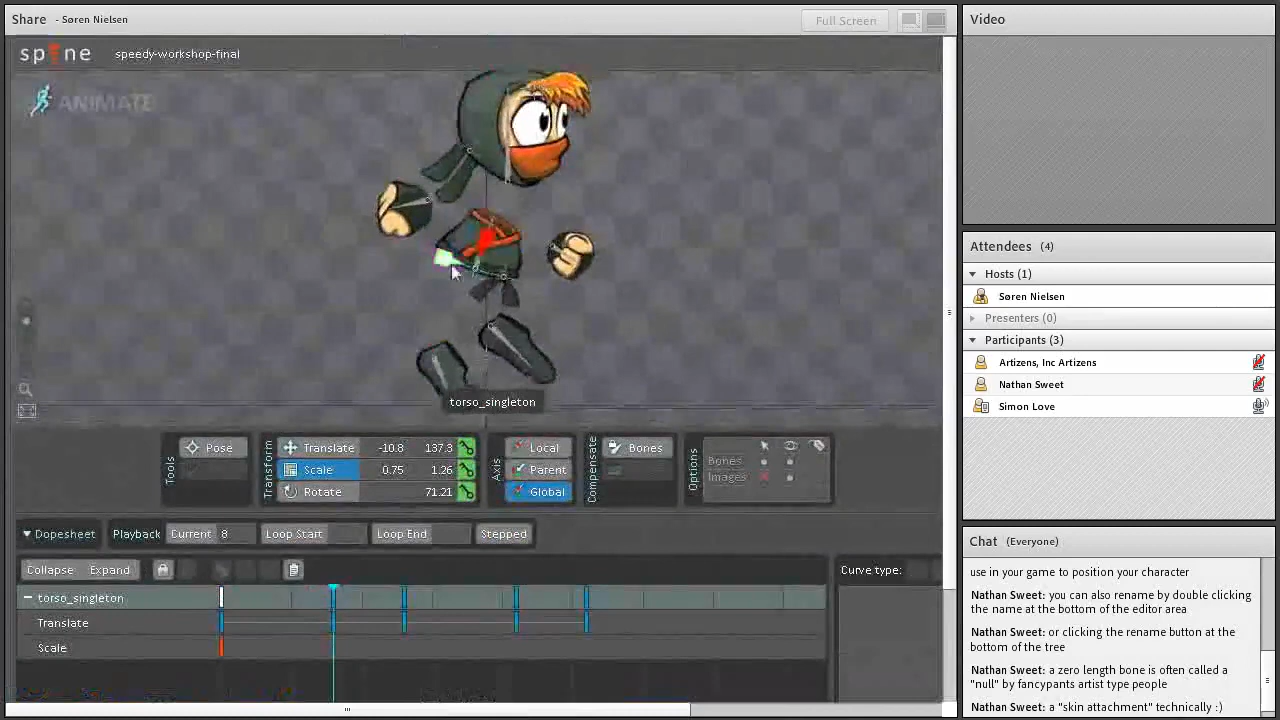 Share - Søren Nielsen
Full Screen
Video
spine speedy-workshop-final
ANIMATE
Attendees (4)
Hosts (1)
Søren Nielsen
Presenters (0)
Participants (3)
Artizens, Inc Artizens
Nathan Sweet
Simon Love
torso_singleton
Tools
Pose
Transform
Translate -10.8 137.3
Scale 0.75 1.26
Rotate 71.21
Axis
Local
Parent
Global
Compensate
Bones
Options
Bones
Images
Dopesheet Playback Current 8 Loop Start Loop End Stepped
Collapse Expand
Curve type:
torso_singleton
Translate
Scale
Chat (Everyone)
use in your game to position your character
Nathan Sweet: you can also rename by double clicking
the name at the bottom of the editor area
Nathan Sweet: or clicking the rename button at the
bottom of the tree
Nathan Sweet: a zero length bone is often called a
"null" by fancypants artist type people
Nathan Sweet: a "skin attachment" technically :)